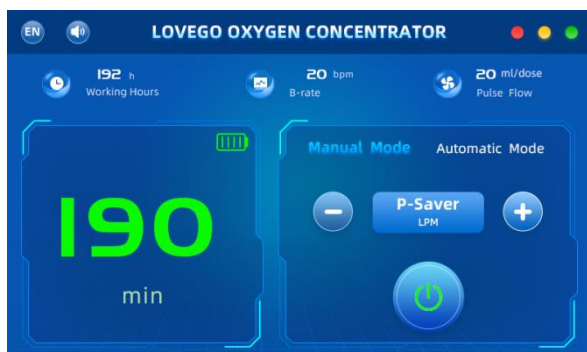 EN
LOVEGO OXYGEN CONCENTRATOR
192 h
Working Hours
20 bpm
B-rate
20 ml/dose
Pulse Flow
190
min
Manual Mode
Automatic Mode
P-Saver
LPM